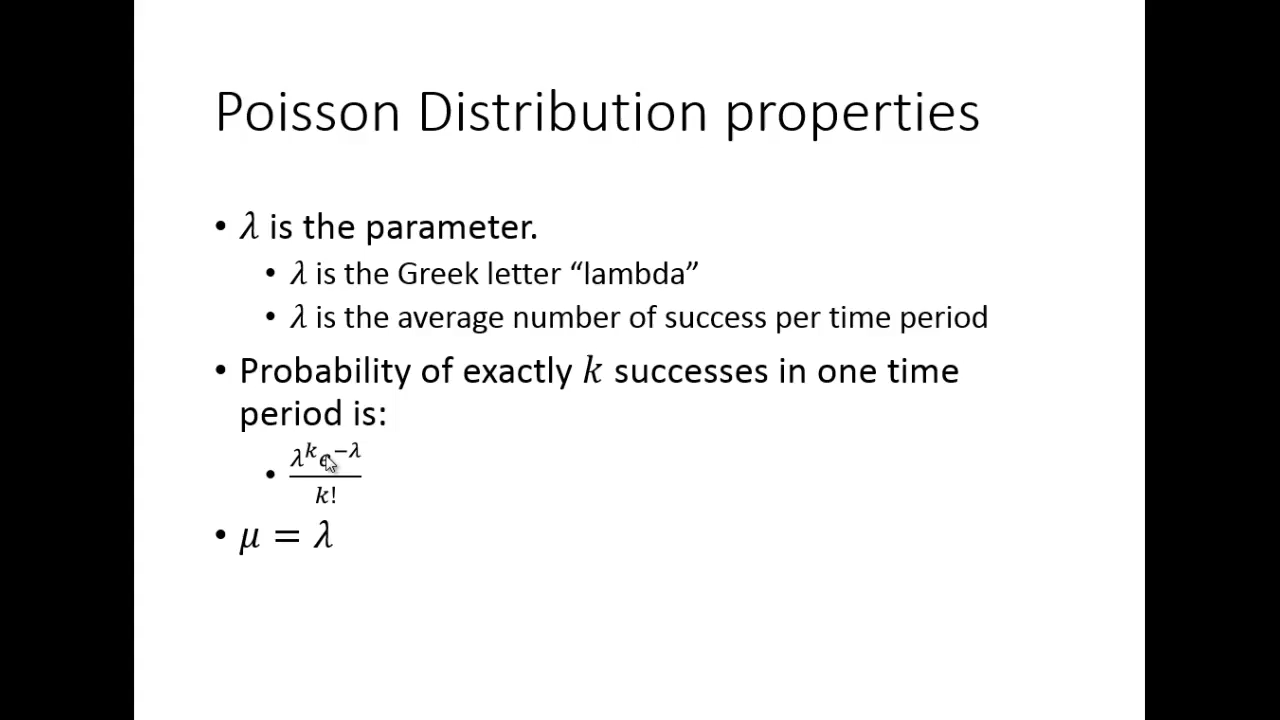 Poisson Distribution properties
• λ is the parameter.
• λ is the Greek letter “lambda”
• λ is the average number of success per time period
• Probability of exactly k successes in one time
period is:
• \frac{λ^k e^{−λ}}{k!}
• μ = λ